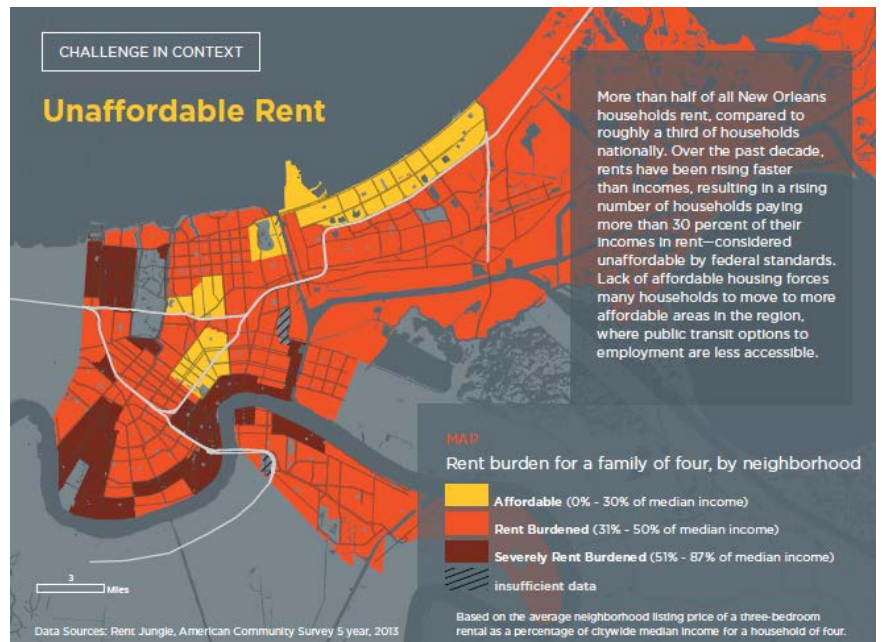 CHALLENGE IN CONTEXT
Unaffordable Rent
More than half of all New Orleans
households rent, compared to
roughly a third of households
nationally. Over the past decade,
rents have been rising faster
than incomes, resulting in a rising
number of households paying
more than 30 percent of their
incomes in rent—considered
unaffordable by federal standards.
Lack of affordable housing forces
many households to move to more
affordable areas in the region,
where public transit options to
employment are less accessible.
MAP
Rent burden for a family of four, by neighborhood
Affordable (0% - 30% of median income)
Rent Burdened (31% - 50% of median income)
Severely Rent Burdened (51% - 87% of median income)
insufficient data
Based on the average neighborhood listing price of a three-bedroom
rental as a percentage of citywide median income for a household of four.
3
Miles
Data Sources: Rent Jungle, American Community Survey 5 year, 2013